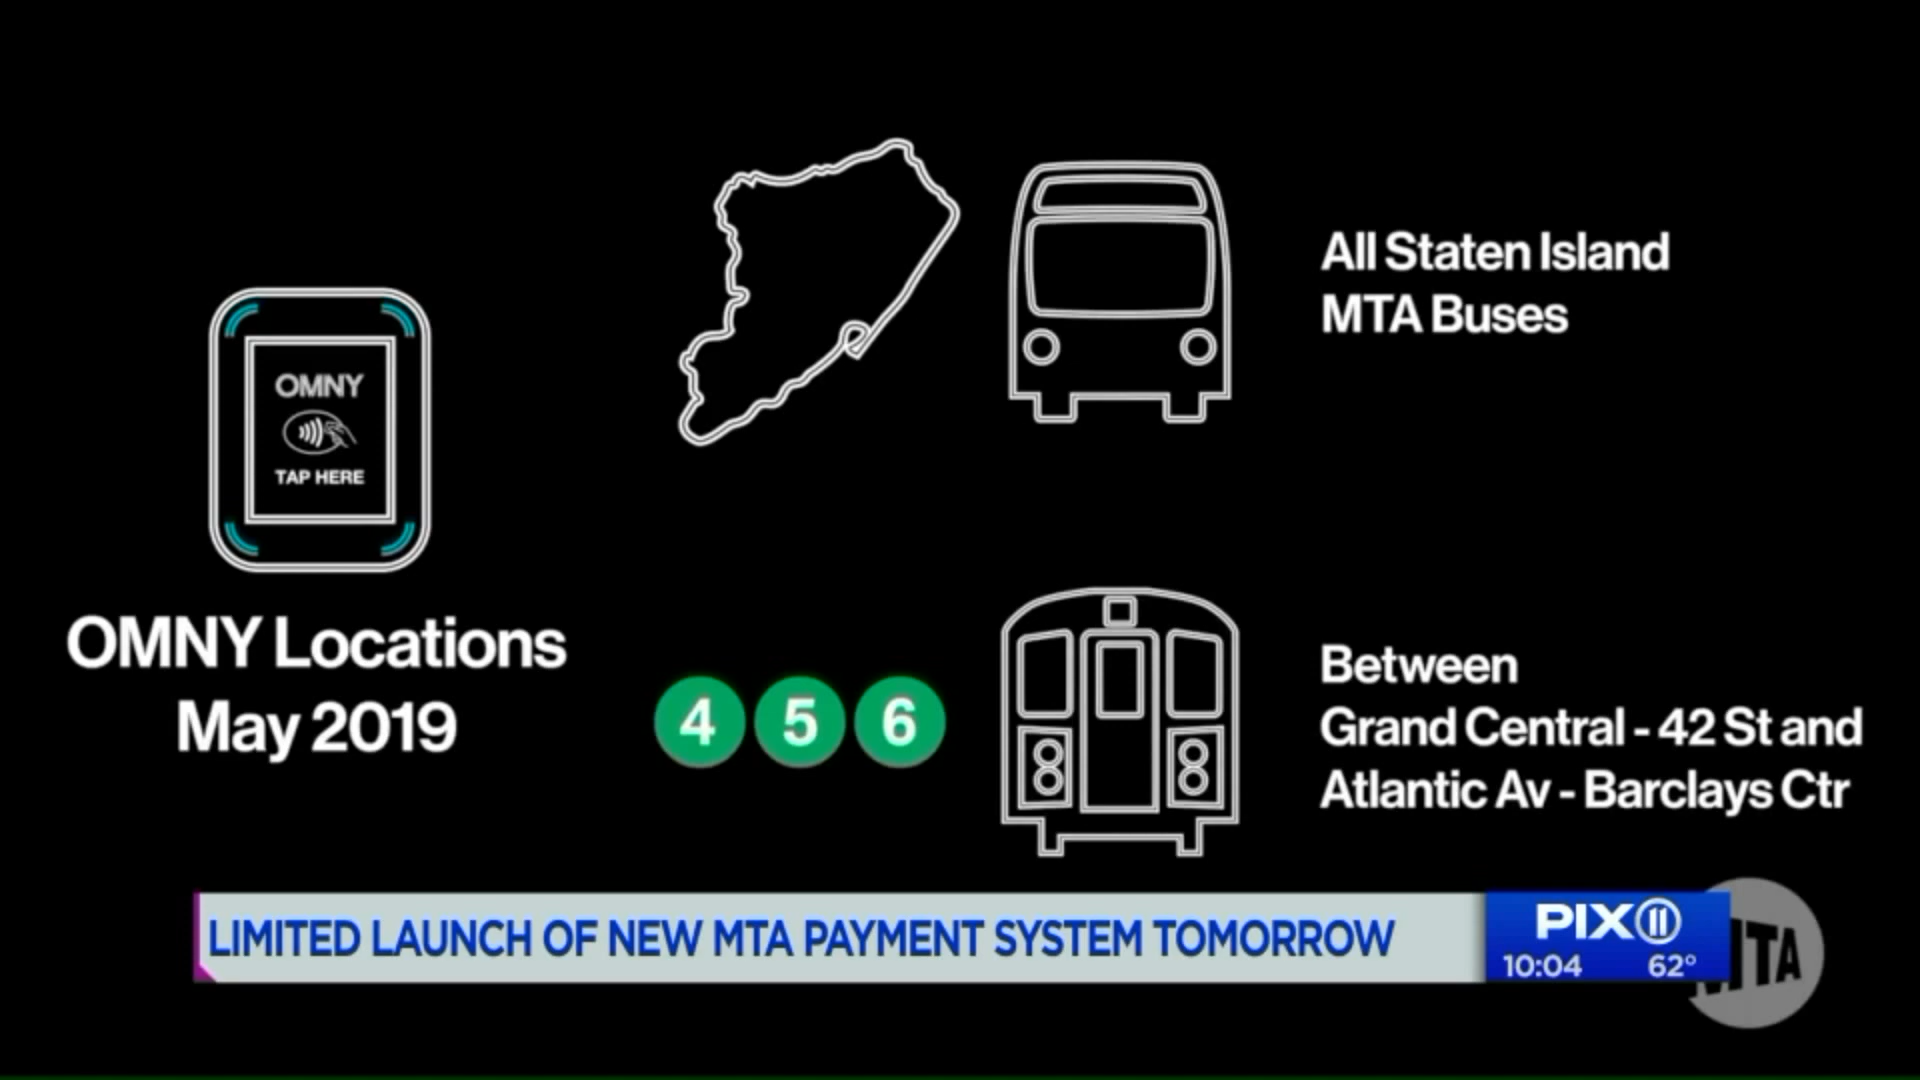 OMNY
TAP HERE
OMNY Locations
May 2019
All Staten Island
MTA Buses
4 5 6
Between
Grand Central - 42 St and
Atlantic Av - Barclays Ctr
LIMITED LAUNCH OF NEW MTA PAYMENT SYSTEM TOMORROW
PIX11
10:04 62°
MTA